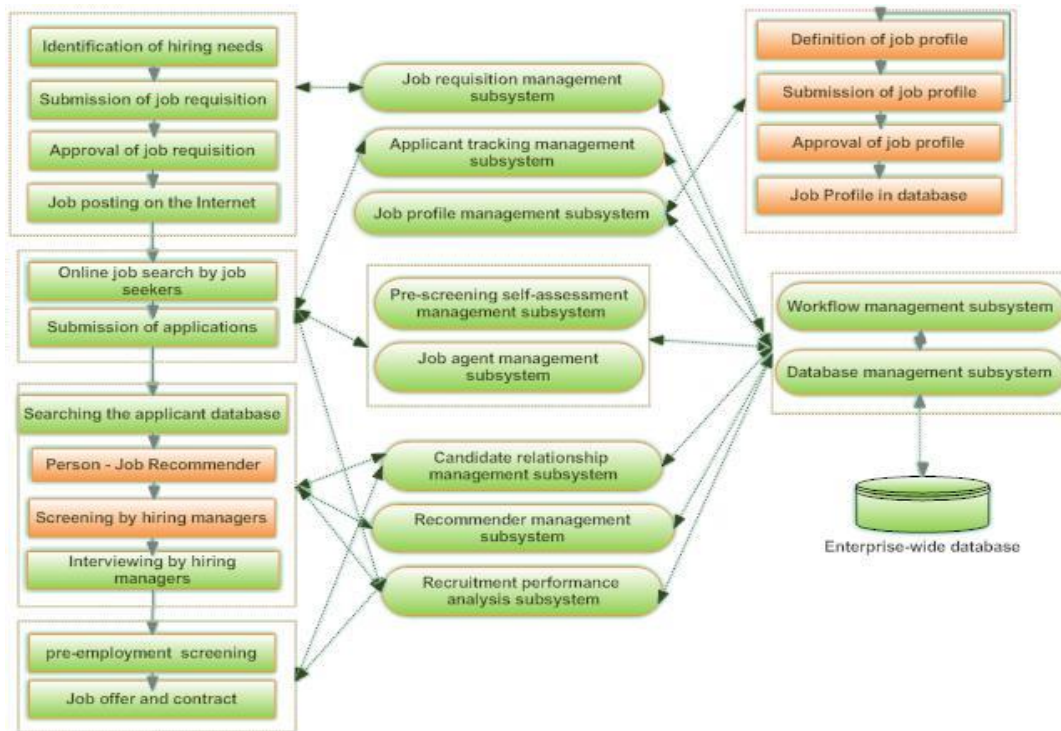 Identification of hiring needs
Submission of job requisition
Approval of job requisition
Job posting on the Internet
Online job search by job
seekers
Submission of applications
Searching the applicant database
Person - Job Recommender
Screening by hiring managers
Interviewing by hiring
managers
pre-employment screening
Job offer and contract
Job requisition management
subsystem
Applicant tracking management
subsystem
Job profile management subsystem
Pre-screening self-assessment
management subsystem
Job agent management
subsystem
Candidate relationship
management subsystem
Recommender management
subsystem
Recruitment performance
analysis subsystem
Definition of job profile
Submission of job profile
Approval of job profile
Job Profile in database
Workflow management subsystem
Database management subsystem
Enterprise-wide database